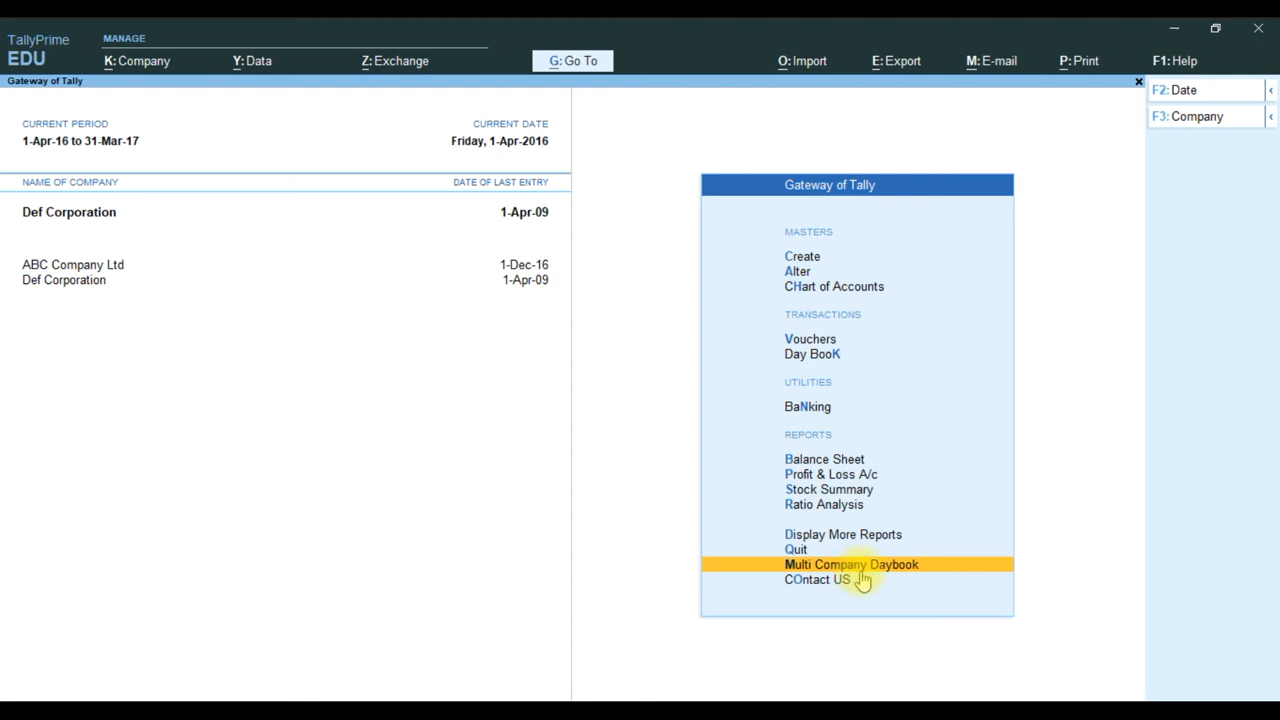 TallyPrime
EDU
MANAGE
K: Company
Y: Data
Z: Exchange
G: Go To
O: Import
E: Export
M: E-mail
P: Print
F1: Help
Gateway of Tally
F2: Date
F3: Company
CURRENT PERIOD
CURRENT DATE
1-Apr-16 to 31-Mar-17
Friday, 1-Apr-2016
NAME OF COMPANY
DATE OF LAST ENTRY
Def Corporation
1-Apr-09
ABC Company Ltd
1-Dec-16
Def Corporation
1-Apr-09
Gateway of Tally
MASTERS
Create
Alter
CHart of Accounts
TRANSACTIONS
Vouchers
Day BooK
UTILITIES
BaNking
REPORTS
Balance Sheet
Profit & Loss A/c
Stock Summary
Ratio Analysis
Display More Reports
Quit
Multi Company Daybook
COntact US